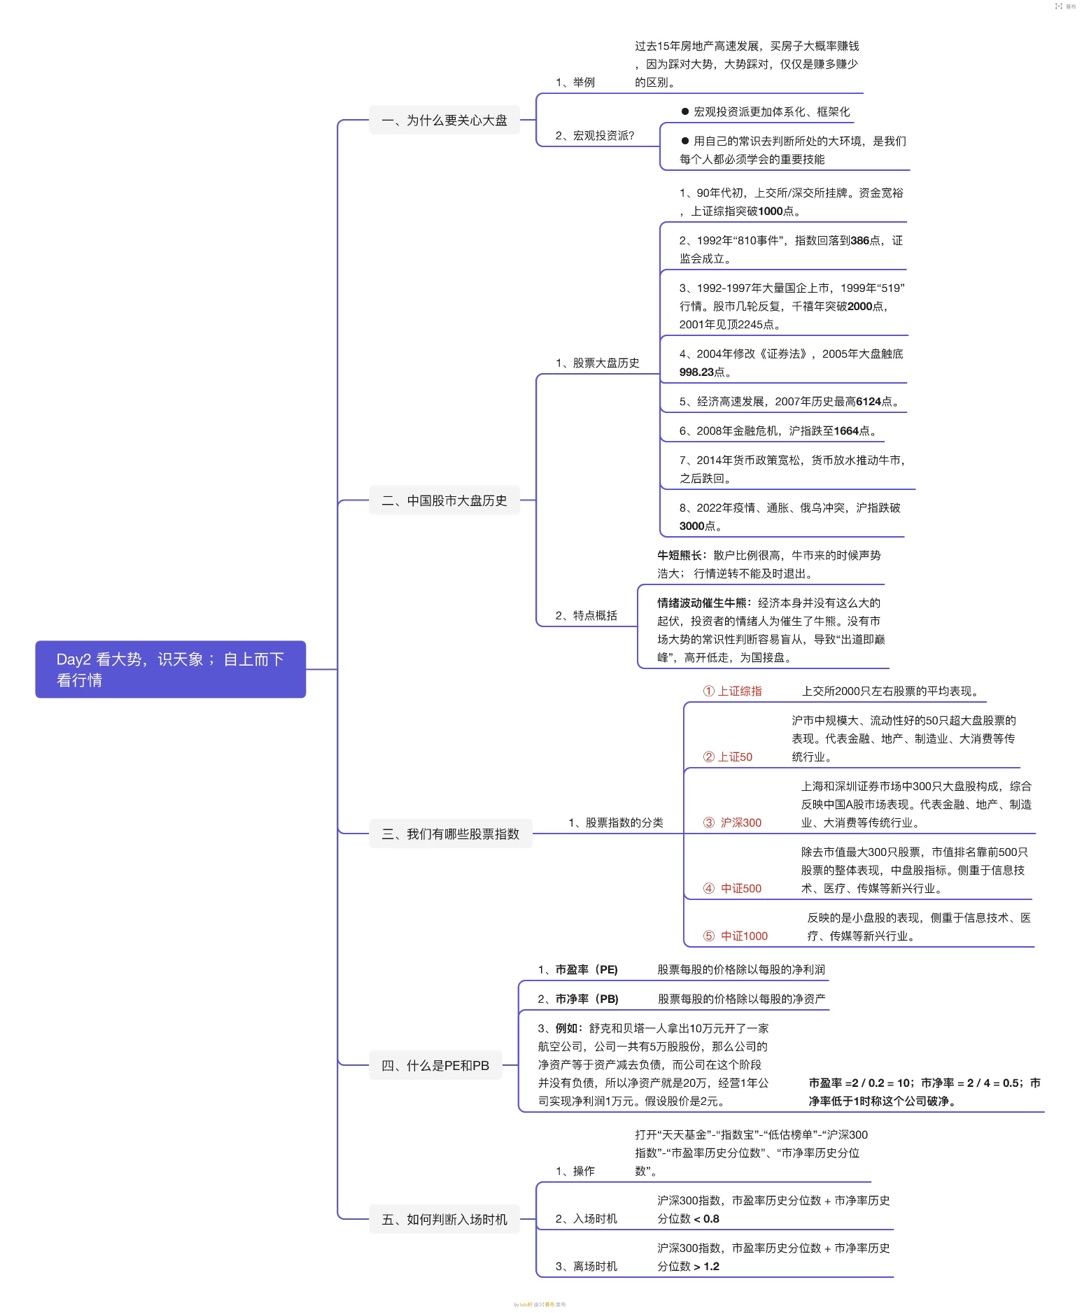 Day2 看大势，识天象 ；自上而下
看行情
一、为什么要关心大盘
1、举例
过去15年房地产高速发展，买房子大概率赚钱
，因为踩对大势，大势踩对，仅仅是赚多赚少
的区别。
2、宏观投资派？
● 宏观投资派更加体系化、框架化
● 用自己的常识去判断所处的大环境，是我们
每个人都必须学会的重要技能
二、中国股市大盘历史
1、股票大盘历史
1、90年代初，上交所/深交所挂牌。资金宽裕
，上证综指突破1000点。
2、1992年“810事件”，指数回落到386点，证
监会成立。
3、1992-1997年大量国企上市，1999年“519”
行情。股市几轮反复，千禧年突破2000点，
2001年见顶2245点。
4、2004年修改《证券法》，2005年大盘触底
998.23点。
5、经济高速发展，2007年历史最高6124点。
6、2008年金融危机，沪指跌至1664点。
7、2014年货币政策宽松，货币放水推动牛市，
之后跌回。
8、2022年疫情、通胀、俄乌冲突，沪指跌破
3000点。
2、特点概括
牛短熊长：散户比例很高，牛市来的时候声势
浩大； 行情逆转不能及时退出。
情绪波动催生牛熊：经济本身并没有这么大的
起伏，投资者的情绪人为催生了牛熊。没有市
场大势的常识性判断容易盲从，导致“出道即巅
峰”，高开低走，为国接盘。
三、我们有哪些股票指数
1、股票指数的分类
① 上证综指
上交所2000只左右股票的平均表现。
② 上证50
沪市中规模大、流动性好的50只超大盘股票的
表现。代表金融、地产、制造业、大消费等传
统行业。
③ 沪深300
上海和深圳证券市场中300只大盘股构成，综合
反映中国A股市场表现。代表金融、地产、制造
业、大消费等传统行业。
④ 中证500
除去市值最大300只股票，市值排名靠前500只
股票的整体表现，中盘股指标。侧重于信息技
术、医疗、传媒等新兴行业。
⑤ 中证1000
反映的是小盘股的表现，侧重于信息技术、医
疗、传媒等新兴行业。
四、什么是PE和PB
1、市盈率（PE)
股票每股的价格除以每股的净利润
2、市净率（PB)
股票每股的价格除以每股的净资产
3、例如：舒克和贝塔一人拿出10万元开了一家
航空公司，公司一共有5万股股份，那么公司的
净资产等于资产减去负债，而公司在这个阶段
并没有负债，所以净资产就是20万，经营1年公
司实现净利润1万元。假设股价是2元。
市盈率 =2 / 0.2 = 10；市净率 = 2 / 4 = 0.5；市
净率低于1时称这个公司破净。
五、如何判断入场时机
1、操作
打开“天天基金”-“指数宝”-“低估榜单”-“沪深300
指数”-“市盈率历史分位数”、“市净率历史分位
数”。
2、入场时机
沪深300指数，市盈率历史分位数 + 市净率历史
分位数 < 0.8
3、离场时机
沪深300指数，市盈率历史分位数 + 市净率历史
分位数 > 1.2